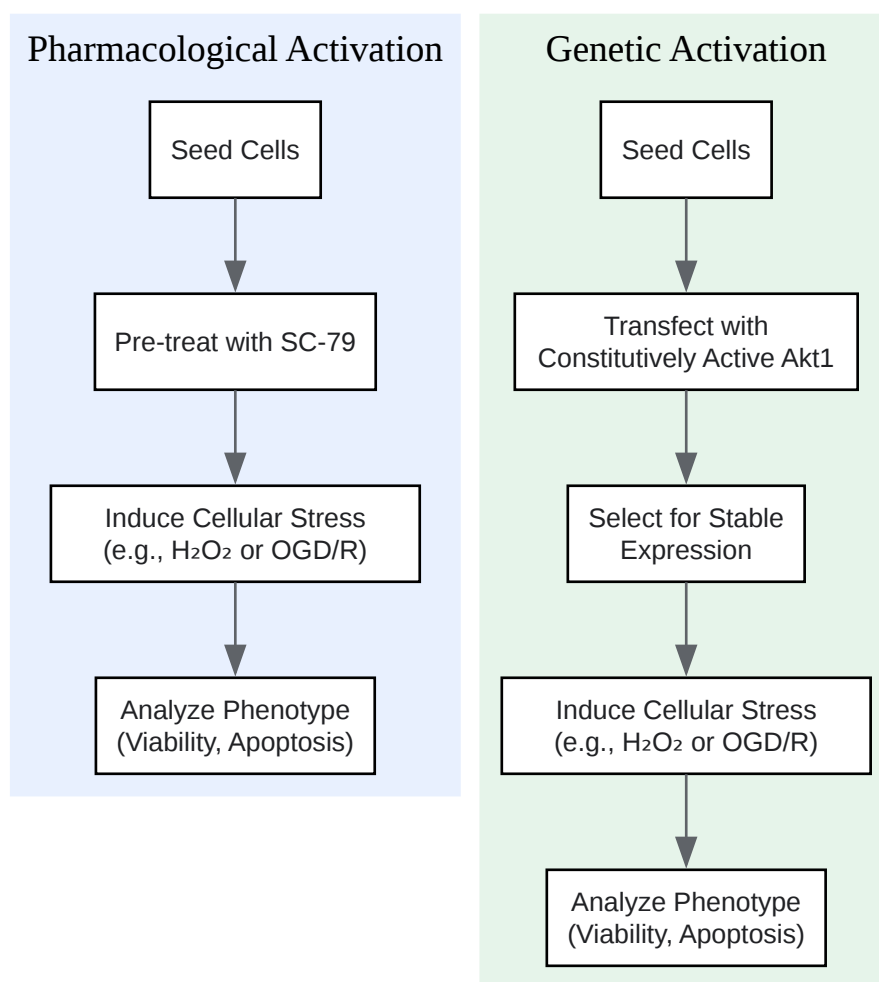 Pharmacological Activation
Seed Cells
Pre-treat with SC-79
Induce Cellular Stress
(e.g., H₂O₂ or OGD/R)
Analyze Phenotype
(Viability, Apoptosis)
Genetic Activation
Seed Cells
Transfect with
Constitutively Active Akt1
Select for Stable
Expression
Induce Cellular Stress
(e.g., H₂O₂ or OGD/R)
Analyze Phenotype
(Viability, Apoptosis)